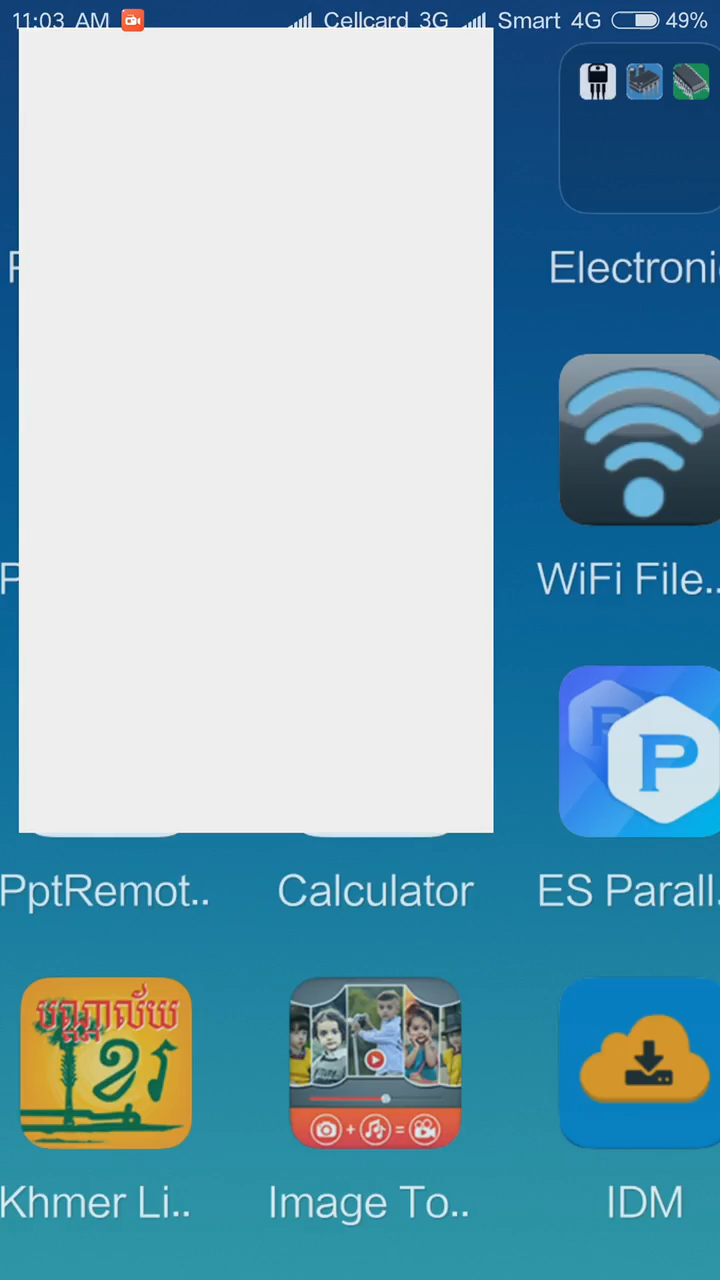 11:03 AM Cellcard 3G Smart 4G 49%
Electroni
WiFi File..
PptRemot..
Calculator
ES Parall.
P
បណ្ណាល័យ
Khmer Li..
Image To..
IDM